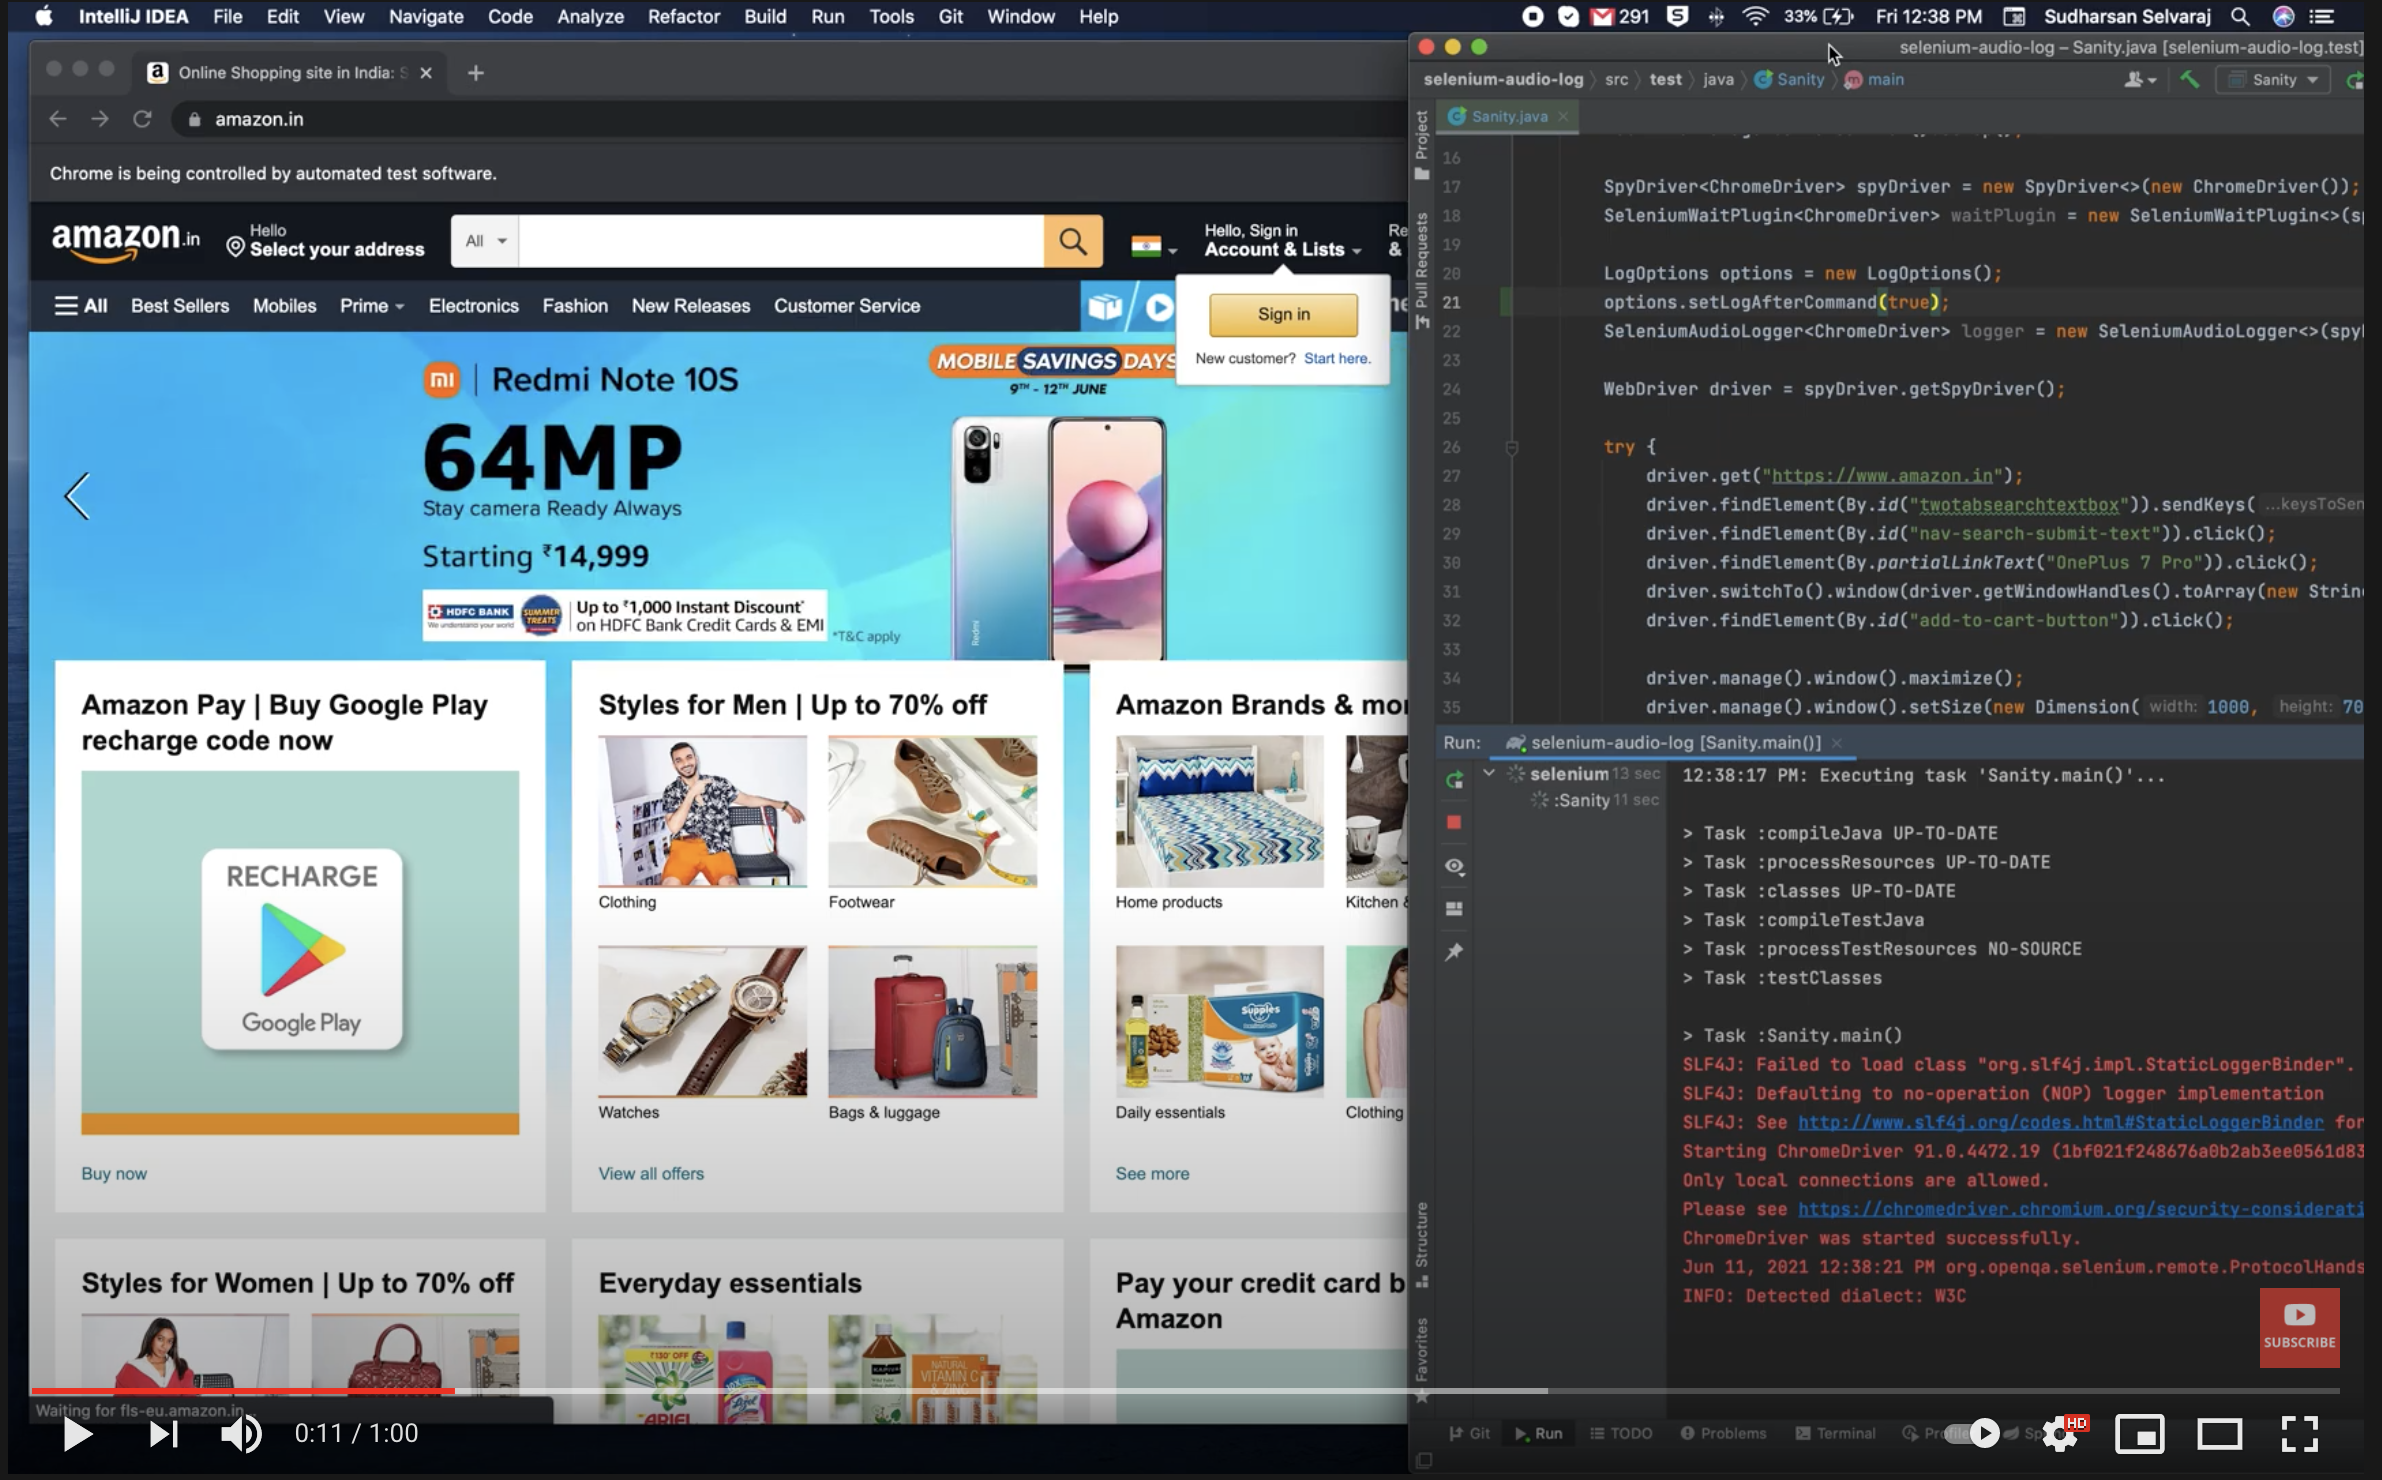 IntelliJ IDEA File Edit View Navigate Code Analyze Refactor Build Run Tools Git Window Help
291 33% Fri 12:38 PM Sudharsan Selvaraj
Online Shopping site in India: S
amazon.in
Chrome is being controlled by automated test software.
amazon.in
Hello
Select your address
All
Hello, Sign in
Account & Lists
Re
&
All Best Sellers Mobiles Prime Electronics Fashion New Releases Customer Service
Sign in
New customer? Start here.
mi | Redmi Note 10S
64MP
Stay camera Ready Always
Starting ₹14,999
MOBILE SAVINGS DAYS
9TH - 12TH JUNE
HDFC BANK
We understand your world
SUMMER TREATS
Up to ₹1,000 Instant Discount*
on HDFC Bank Credit Cards & EMI
*T&C apply
Redmi
Amazon Pay | Buy Google Play
recharge code now
RECHARGE
Google Play
Buy now
Styles for Men | Up to 70% off
Clothing
Footwear
Watches
Bags & luggage
View all offers
Amazon Brands & mor
Home products
Kitchen &
Daily essentials
Clothing
Supples
See more
Styles for Women | Up to 70% off
Everyday essentials
₹130 OFF
ARIEL
NATURAL
VITAMIN C
& ZINC
Pay your credit card b
Amazon
Waiting for fls-eu.amazon.in...
selenium-audio-log – Sanity.java [selenium-audio-log.test]
selenium-audio-log src test java Sanity main
Sanity
Sanity.java
Project
Pull Requests
Structure
Favorites
16
17 SpyDriver<ChromeDriver> spyDriver = new SpyDriver<>(new ChromeDriver());
18 SeleniumWaitPlugin<ChromeDriver> waitPlugin = new SeleniumWaitPlugin<>(sp
19
20 LogOptions options = new LogOptions();
21 options.setLogAfterCommand(true);
22 SeleniumAudioLogger<ChromeDriver> logger = new SeleniumAudioLogger<>(spy
23
24 WebDriver driver = spyDriver.getSpyDriver();
25
26 try {
27 driver.get("https://www.amazon.in");
28 driver.findElement(By.id("twotabsearchtextbox")).sendKeys( ...keysToSen
29 driver.findElement(By.id("nav-search-submit-text")).click();
30 driver.findElement(By.partialLinkText("OnePlus 7 Pro")).click();
31 driver.switchTo().window(driver.getWindowHandles().toArray(new Strin
32 driver.findElement(By.id("add-to-cart-button")).click();
33
34 driver.manage().window().maximize();
35 driver.manage().window().setSize(new Dimension( width: 1000, height: 70
Run: selenium-audio-log [Sanity.main()]
selenium 13 sec
:Sanity 11 sec
12:38:17 PM: Executing task 'Sanity.main()'...
> Task :compileJava UP-TO-DATE
> Task :processResources UP-TO-DATE
> Task :classes UP-TO-DATE
> Task :compileTestJava
> Task :processTestResources NO-SOURCE
> Task :testClasses
> Task :Sanity.main()
SLF4J: Failed to load class "org.slf4j.impl.StaticLoggerBinder".
SLF4J: Defaulting to no-operation (NOP) logger implementation
SLF4J: See http://www.slf4j.org/codes.html#StaticLoggerBinder for
Starting ChromeDriver 91.0.4472.19 (1bf021f248676a0b2ab3ee0561d83
Only local connections are allowed.
Please see https://chromedriver.chromium.org/security-considerati
ChromeDriver was started successfully.
Jun 11, 2021 12:38:21 PM org.openqa.selenium.remote.ProtocolHands
INFO: Detected dialect: W3C
SUBSCRIBE
Git Run TODO Problems Terminal
0:11 / 1:00
HD